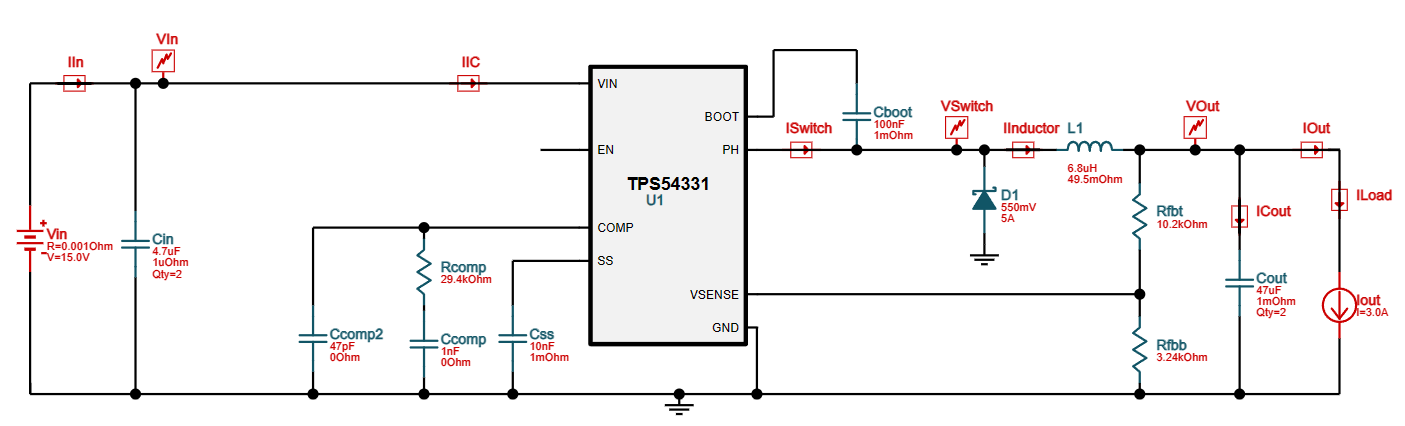 VIn
IIn
IIC
VIN
BOOT
Cboot
100nF
1mOhm
VSwitch
VOut
ISwitch
IInductor
L1
IOut
EN
PH
6.8uH
49.5mOhm
TPS54331
U1
D1
550mV
5A
Rfbt
10.2kOhm
ICout
ILoad
Vin
R=0.001Ohm
V=15.0V
+
-
Cin
4.7uF
1uOhm
Qty=2
COMP
SS
Rcomp
29.4kOhm
VSENSE
GND
Cout
47uF
1mOhm
Qty=2
Iout
I=3.0A
Ccomp2
47pF
0Ohm
Ccomp
1nF
0Ohm
Css
10nF
1mOhm
Rfbb
3.24kOhm